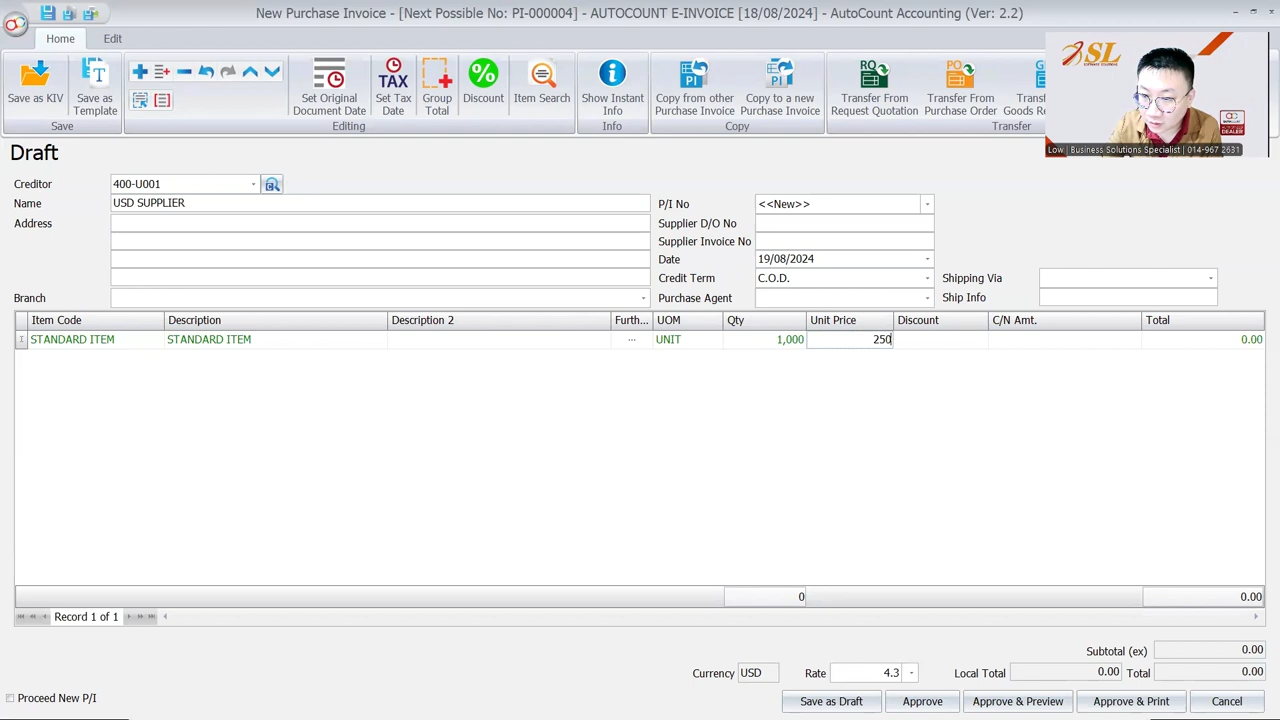 New Purchase Invoice - [Next Possible No: PI-000004] - AUTOCOUNT E-INVOICE [18/08/2024] - AutoCount Accounting (Ver: 2.2)
Home Edit
Save as KIV
Save as Template
Set Original Document Date
Set Tax Date
Group Total
Discount
Item Search
Show Instant Info
Copy from other Purchase Invoice
Copy to a new Purchase Invoice
Transfer From Request Quotation
Transfer From Purchase Order
Save Editing Info Copy Transfer
SL
Low | Business Solutions Specialist | 014-967 2631
Draft
Creditor 400-U001
Name USD SUPPLIER
P/I No <<New>>
Address
Supplier D/O No
Supplier Invoice No
Date 19/08/2024
Credit Term C.O.D.
Shipping Via
Branch
Purchase Agent
Ship Info
Item Code Description Description 2 Furth... UOM Qty Unit Price Discount C/N Amt. Total
STANDARD ITEM STANDARD ITEM ... UNIT 1,000 250 0.00
0 0.00
Record 1 of 1
Subtotal (ex) 0.00
Currency USD Rate 4.3 Local Total 0.00 Total 0.00
Proceed New P/I
Save as Draft Approve Approve & Preview Approve & Print Cancel